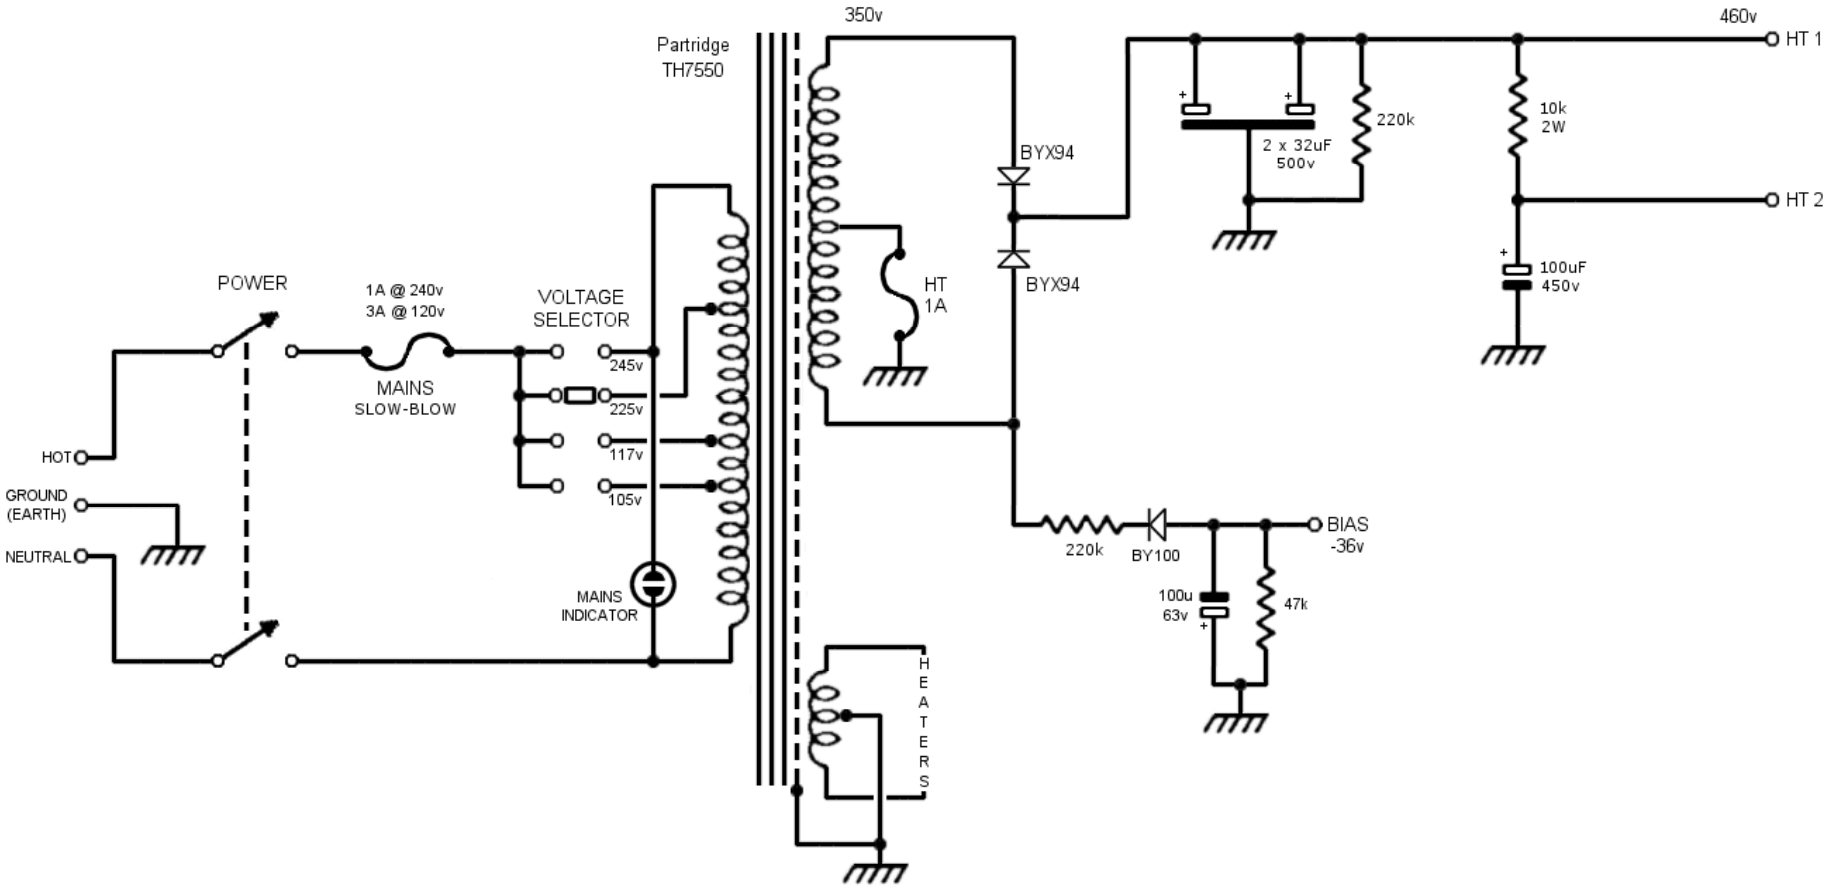 350v
460v
Partridge
TH7550
HT 1
BYX94
220k
10k
2W
2 x 32uF
500v
HT 2
POWER
1A @ 240v
3A @ 120v
VOLTAGE
SELECTOR
HT
1A
BYX94
100uF
450v
MAINS
SLOW-BLOW
245v
225v
117v
105v
HOT
GROUND
(EARTH)
NEUTRAL
MAINS
INDICATOR
220k
BY100
BIAS
-36v
100u
63v
47k
HEATERS
+
+
+
+